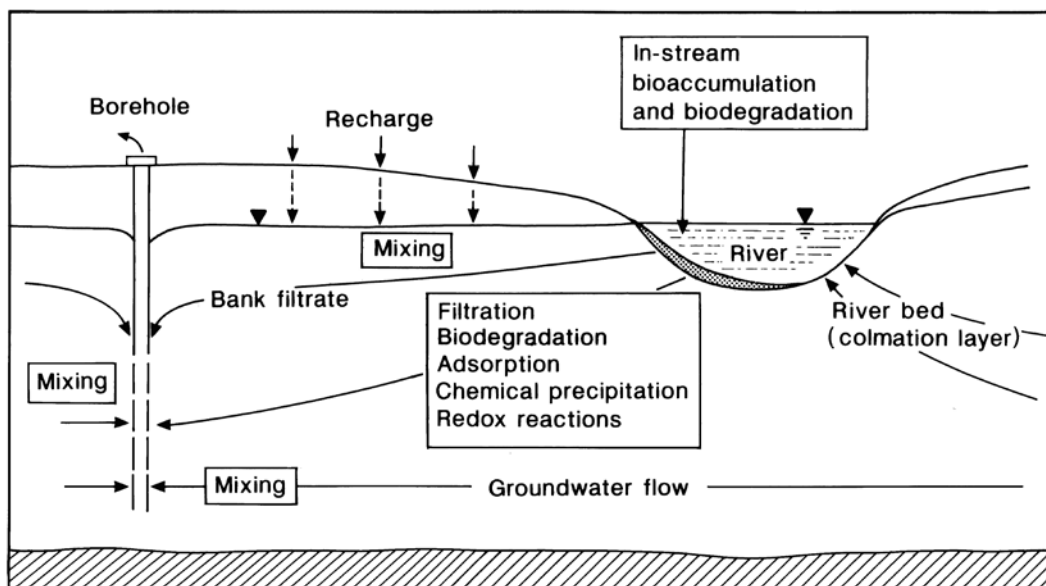 In-stream
bioaccumulation
and biodegradation
Borehole
Recharge
Mixing
River
Bank filtrate
Filtration
Biodegradation
Adsorption
Chemical precipitation
Redox reactions
River bed
(colmation layer)
Mixing
Mixing
Groundwater flow